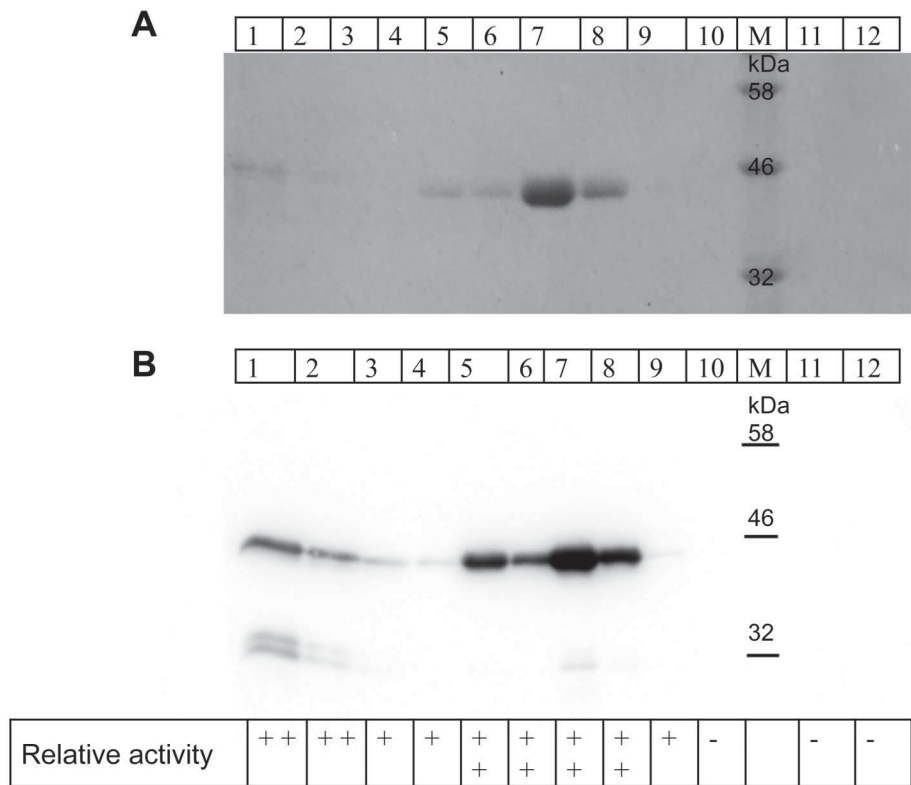 A
1 2 3 4 5 6 7 8 9 10 M 11 12
kDa
58
46
32
B
1 2 3 4 5 6 7 8 9 10 M 11 12
kDa
58
46
32
Relative activity + + + + + + + + + + + + + + + - - -